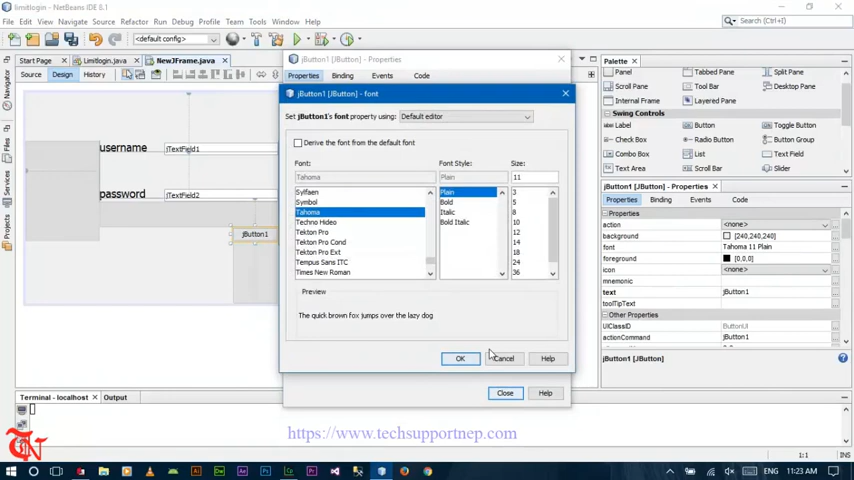 limitlogin - NetBeans IDE 8.1
File Edit View Navigate Source Refactor Run Debug Profile Team Tools Window Help
Search (Ctrl+I)
<default config>
Start Page
Limitlogin.java
NewJFrame.java
Source Design History
Navigator
Files
Services
Projects
username
jTextField1
password
jTextField2
jButton1
jButton1 [JButton] - Properties
Properties Binding Events Code
jButton1 [JButton] - font
Set jButton1's font property using: Default editor
Derive the font from the default font
Font: Font Style: Size:
Tahoma Plain 11
Sylfaen
Symbol
Tahoma
Techno Hideo
Tekton Pro
Tekton Pro Cond
Tekton Pro Ext
Tempus Sans ITC
Times New Roman
Plain
Bold
Italic
Bold Italic
3
5
8
10
12
14
18
24
36
Preview
The quick brown fox jumps over the lazy dog
OK Cancel Help
Close Help
Palette
Panel Tabbed Pane Split Pane
Scroll Pane Tool Bar Desktop Pane
Internal Frame Layered Pane
Swing Controls
Label Button Toggle Button
Check Box Radio Button Button Group
Combo Box List Text Field
Text Area Scroll Bar Slider
jButton1 [JButton] - Properties
Properties Binding Events Code
Properties
action <none>
background [240,240,240]
font Tahoma 11 Plain
foreground [0,0,0]
icon <none>
mnemonic
text jButton1
toolTipText
Other Properties
UIClassID ButtonUI
actionCommand jButton1
jButton1 [JButton]
Terminal - localhost
Output
https://www.techsupportnep.com
1:1 INS
ENG 11:23 AM